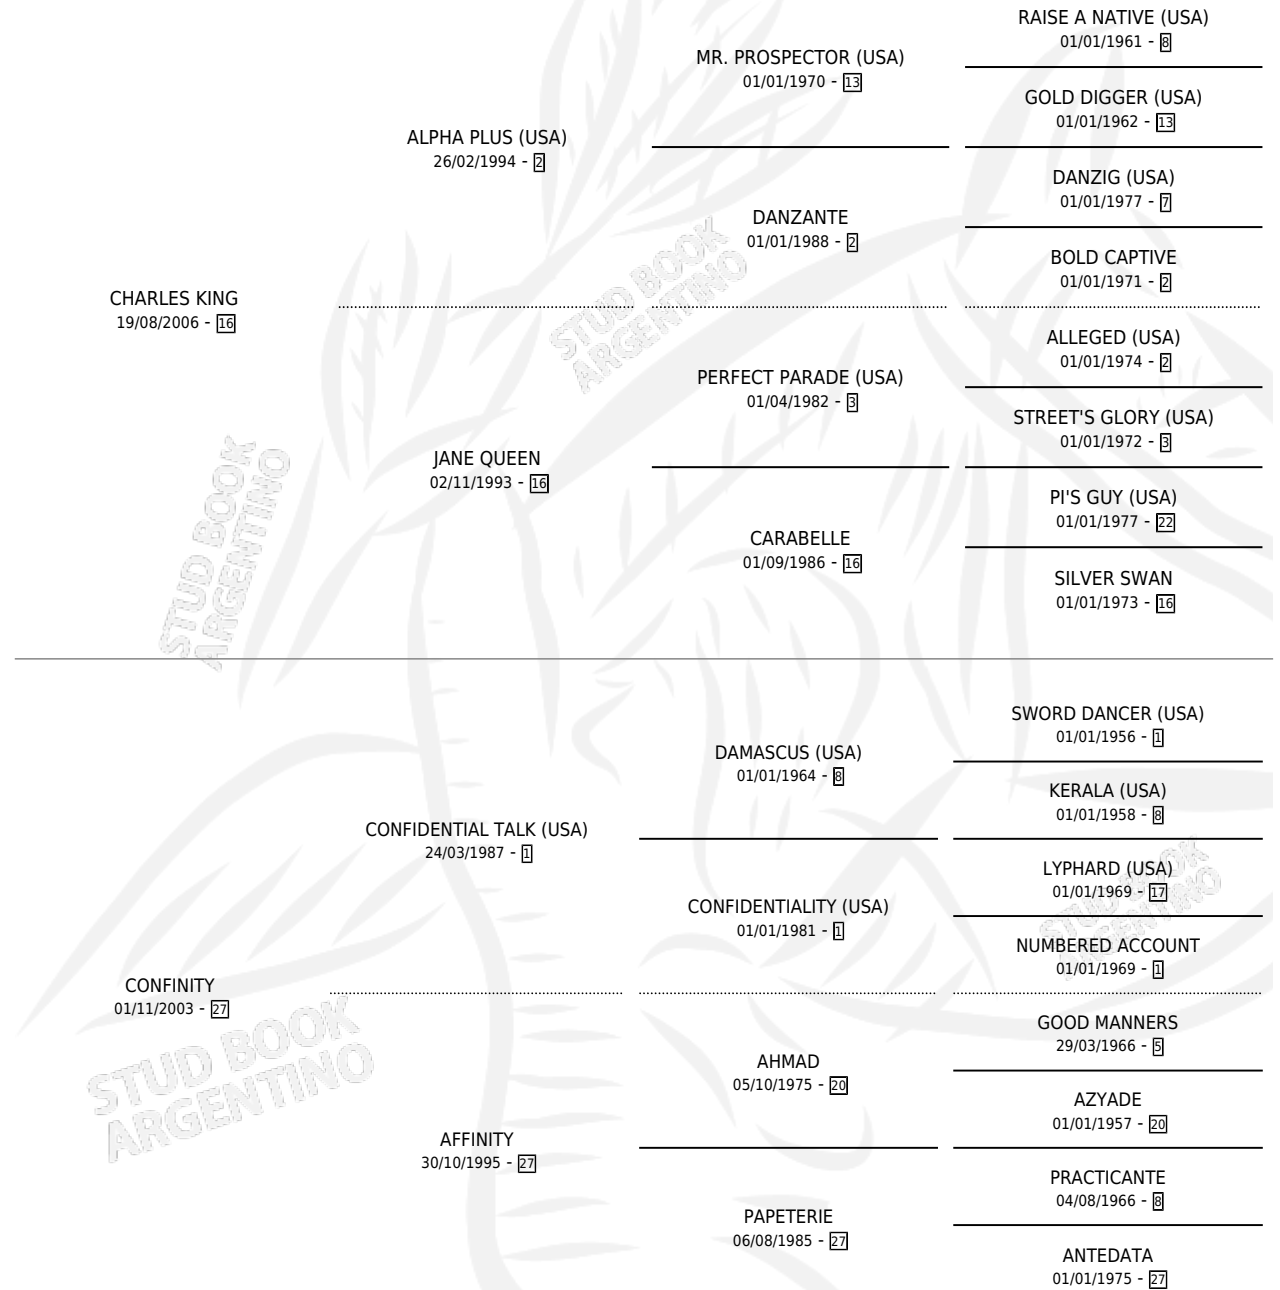 RAISE A NATIVE (USA)
01/01/1961 - 8
MR. PROSPECTOR (USA)
01/01/1970 - 13
GOLD DIGGER (USA)
01/01/1962 - 13
ALPHA PLUS (USA)
26/02/1994 - 2
DANZIG (USA)
01/01/1977 - 7
DANZANTE
01/01/1988 - 2
BOLD CAPTIVE
01/01/1971 - 2
CHARLES KING
19/08/2006 - 16
STUD BOOK
ARGENTINO
ALLEGED (USA)
01/01/1974 - 2
PERFECT PARADE (USA)
01/04/1982 - 3
STREET'S GLORY (USA)
01/01/1972 - 3
JANE QUEEN
02/11/1993 - 16
PI'S GUY (USA)
01/01/1977 - 22
CARABELLE
01/09/1986 - 16
SILVER SWAN
01/01/1973 - 16
STUD BOOK
ARGENTINO
SWORD DANCER (USA)
01/01/1956 - 1
DAMASCUS (USA)
01/01/1964 - 8
KERALA (USA)
01/01/1958 - 8
CONFIDENTIAL TALK (USA)
24/03/1987 - 1
LYPHARD (USA)
01/01/1969 - 17
CONFIDENTIALITY (USA)
01/01/1981 - 1
NUMBERED ACCOUNT
01/01/1969 - 1
STUD BOOK
ARGENTINO
CONFINITY
01/11/2003 - 27
GOOD MANNERS
29/03/1966 - 5
AHMAD
05/10/1975 - 20
AZYADE
01/01/1957 - 20
STUD BOOK
ARGENTINO
AFFINITY
30/10/1995 - 27
PRACTICANTE
04/08/1966 - 8
PAPETERIE
06/08/1985 - 27
ANTEDATA
01/01/1975 - 27